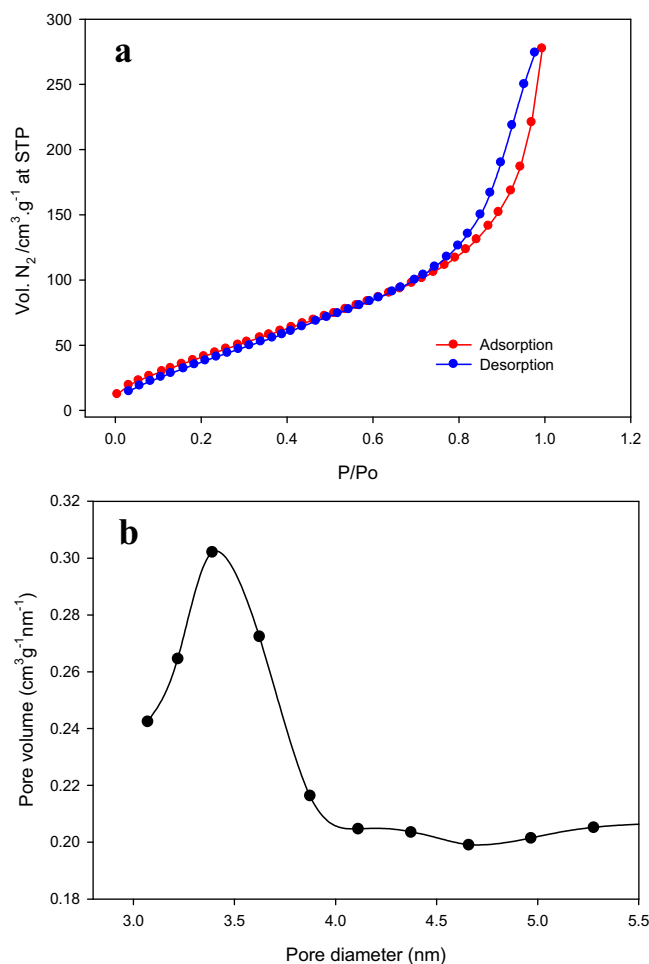 a
300
250
200
150
100
50
0
Vol. N₂ /cm³.g⁻¹ at STP
Adsorption
Desorption
0.0 0.2 0.4 0.6 0.8 1.0 1.2
P/Po
b
0.32
0.30
0.28
0.26
0.24
0.22
0.20
0.18
Pore volume (cm³g⁻¹nm⁻¹)
3.0 3.5 4.0 4.5 5.0 5.5
Pore diameter (nm)